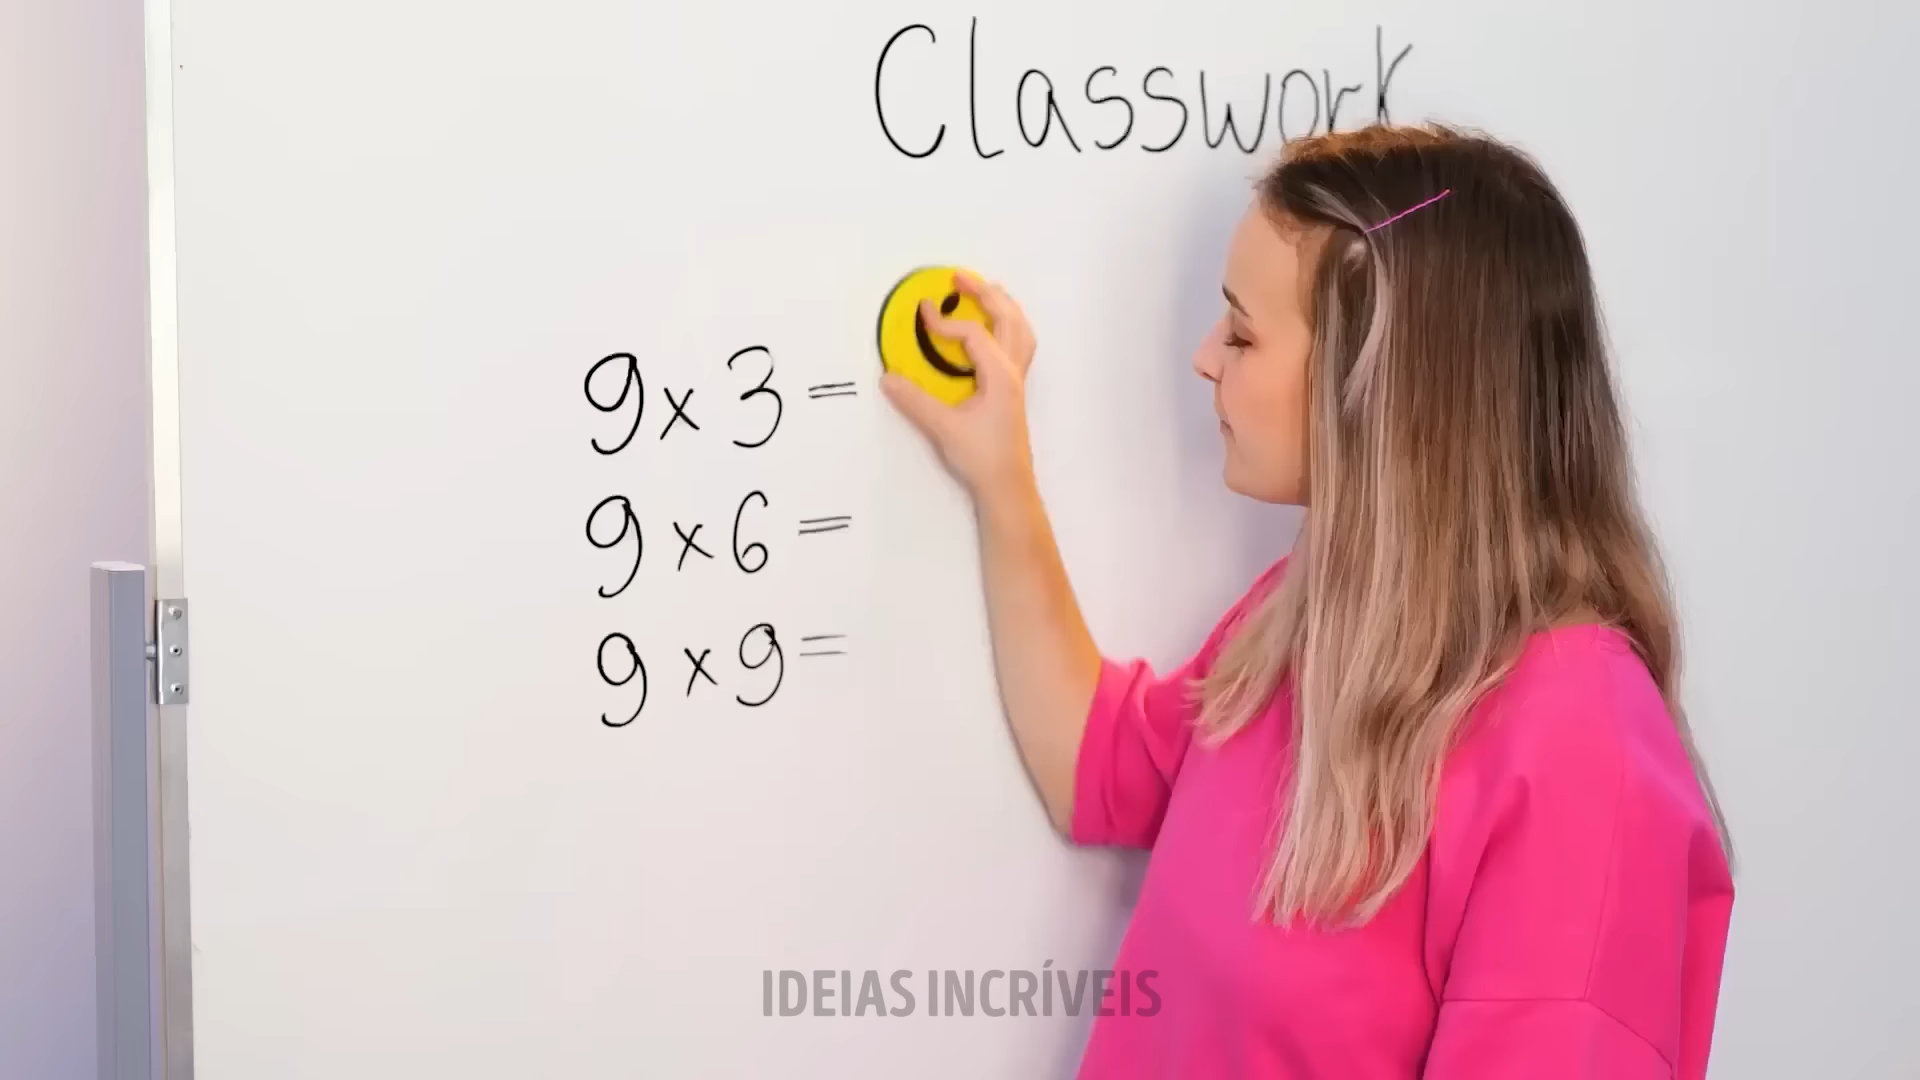 Classwork
9 x 3 =
9 x 6 =
9 x 9 =
IDEIAS INCRÍVEIS